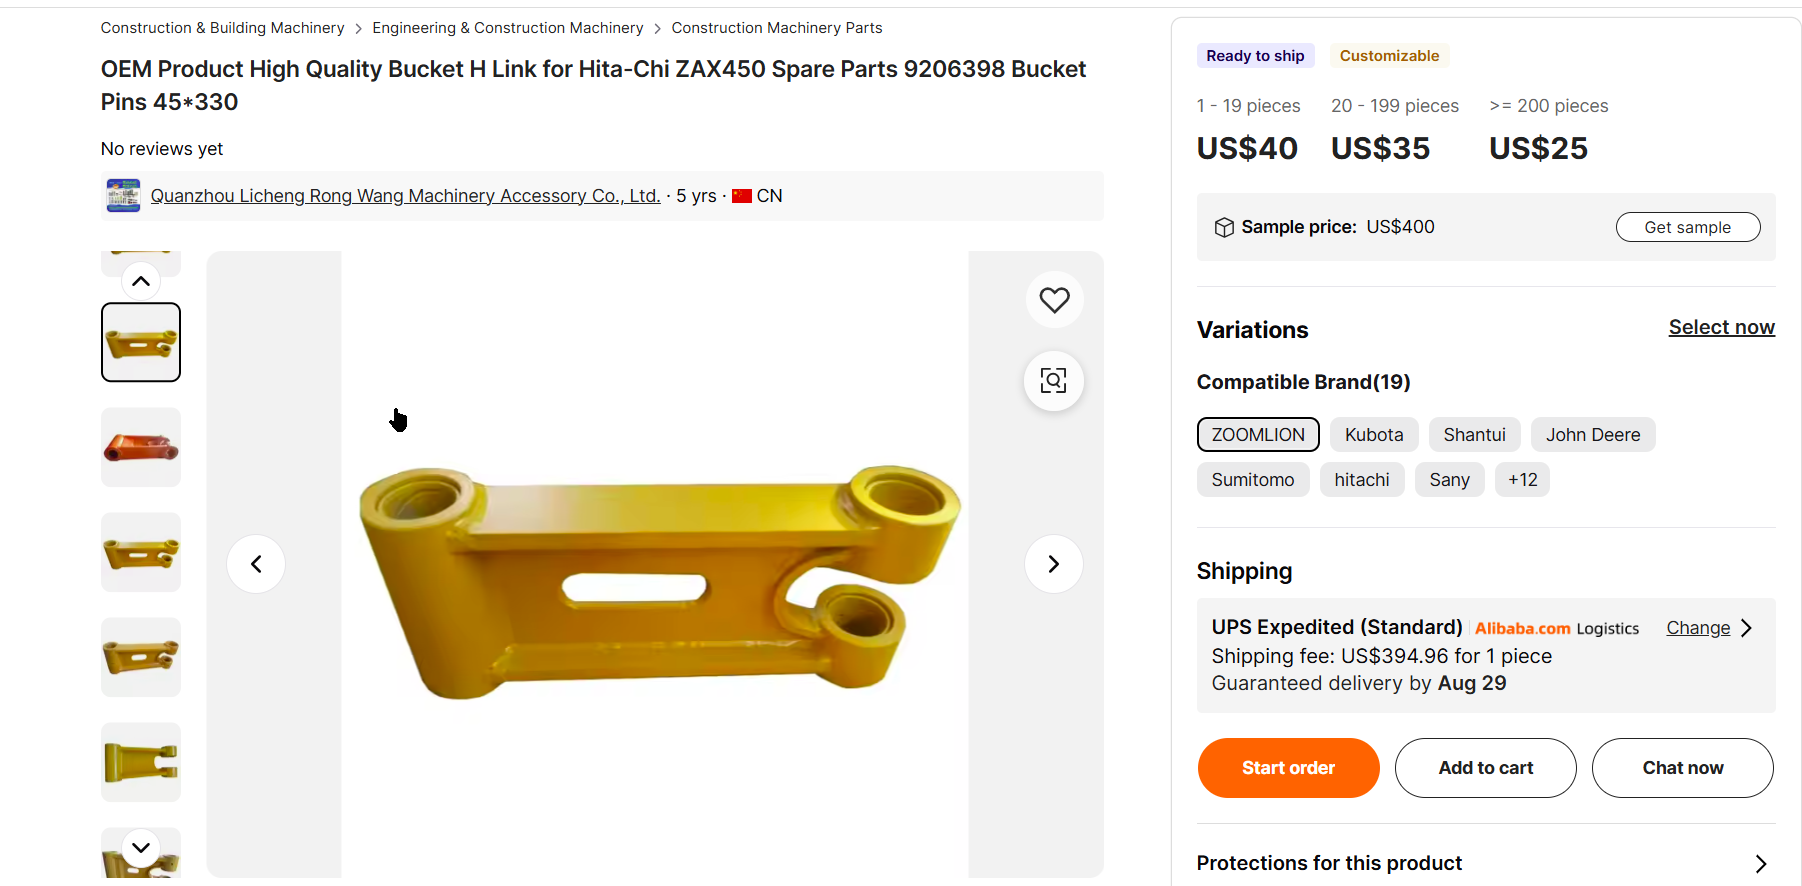 Construction & Building Machinery > Engineering & Construction Machinery > Construction Machinery Parts
OEM Product High Quality Bucket H Link for Hita-Chi ZAX450 Spare Parts 9206398 Bucket
Pins 45*330
No reviews yet
Quanzhou Licheng Rong Wang Machinery Accessory Co., Ltd. · 5 yrs · CN
Ready to ship
Customizable
1 - 19 pieces
20 - 199 pieces
>= 200 pieces
US$40
US$35
US$25
Sample price: US$400
Get sample
Variations
Select now
Compatible Brand(19)
ZOOMLION
Kubota
Shantui
John Deere
Sumitomo
hitachi
Sany
+12
Shipping
UPS Expedited (Standard) Alibaba.com Logistics
Change
Shipping fee: US$394.96 for 1 piece
Guaranteed delivery by Aug 29
Start order
Add to cart
Chat now
Protections for this product